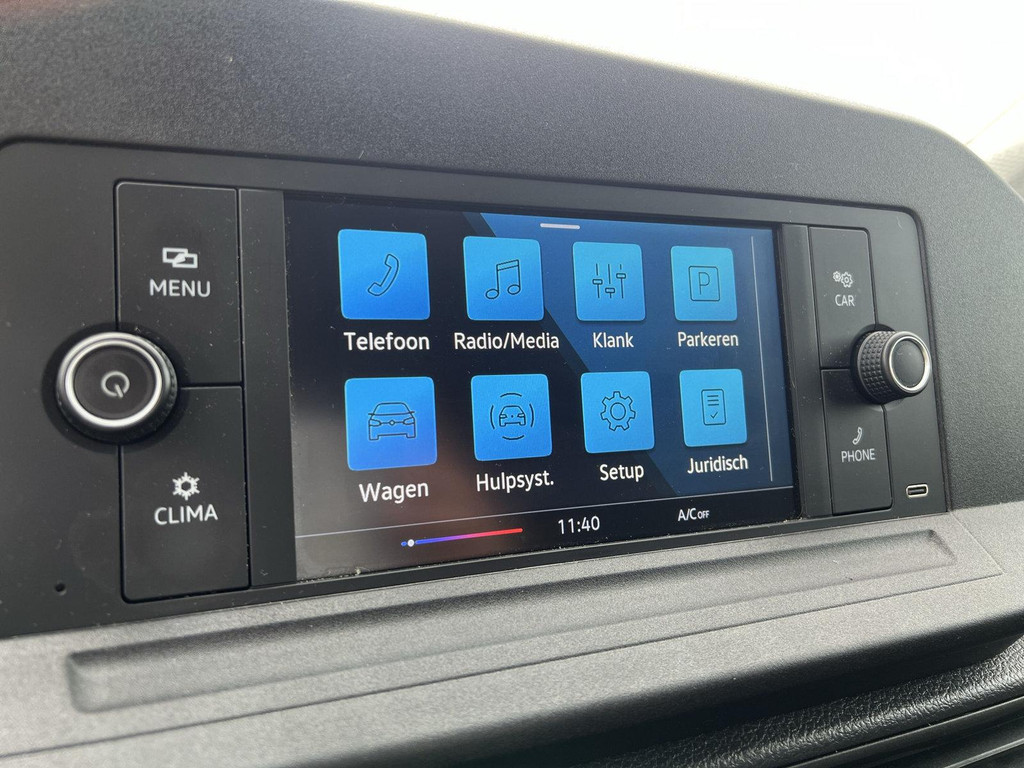 MENU
CLIMA
Telefoon
Radio/Media
Klank
P
Parkeren
Wagen
Hulpsyst.
Setup
Juridisch
11:40
A/C OFF
CAR
PHONE